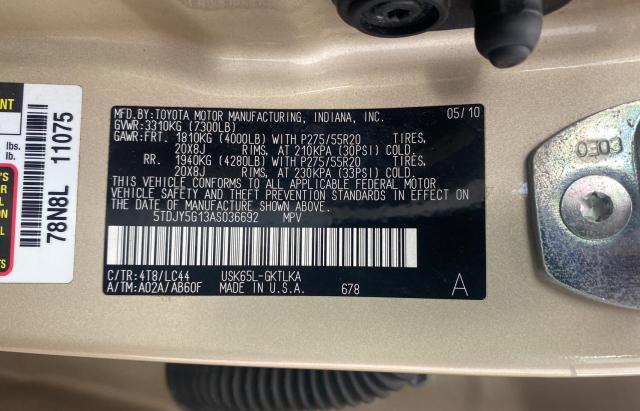 MFD.BY:TOYOTA MOTOR MANUFACTURING, INDIANA, INC. 05/10
GVWR:3310KG (7300LB)
GAWR:FRT. 1810KG (4000LB) WITH P275/55R20 TIRES,
20X8J RIMS, AT 210KPA (30PSI) COLD.
RR. 1940KG (4280LB) WITH P275/55R20 TIRES,
20X8J RIMS, AT 230KPA (33PSI) COLD.
THIS VEHICLE CONFORMS TO ALL APPLICABLE FEDERAL MOTOR
VEHICLE SAFETY AND THEFT PREVENTION STANDARDS IN EFFECT ON
THE DATE OF MANUFACTURE SHOWN ABOVE.
5TDJY5G13AS036692 MPV
C/TR:4T8/LC44 USK65L-GKTLKA
A/TM:A02A/AB60F MADE IN U.S.A. 678 A
78N8L 11075
lbs.
lb.